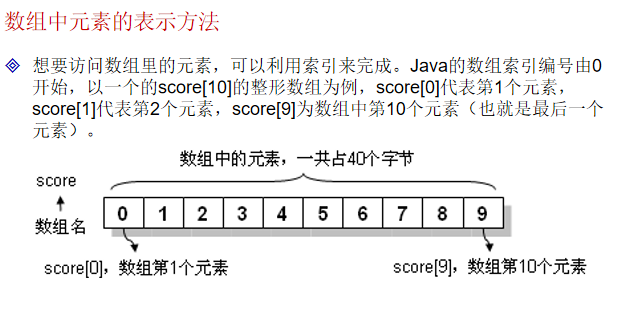 数组中元素的表示方法
想要访问数组里的元素，可以利用索引来完成。Java的数组索引编号由0
开始，以一个的score[10]的整形数组为例，score[0]代表第1个元素，
score[1]代表第2个元素，score[9]为数组中第10个元素（也就是最后一个
元素）。
数组中的元素，一共占40个字节
score
数组名
0 1 2 3 4 5 6 7 8 9
score[0]，数组第1个元素
score[9]，数组第10个元素